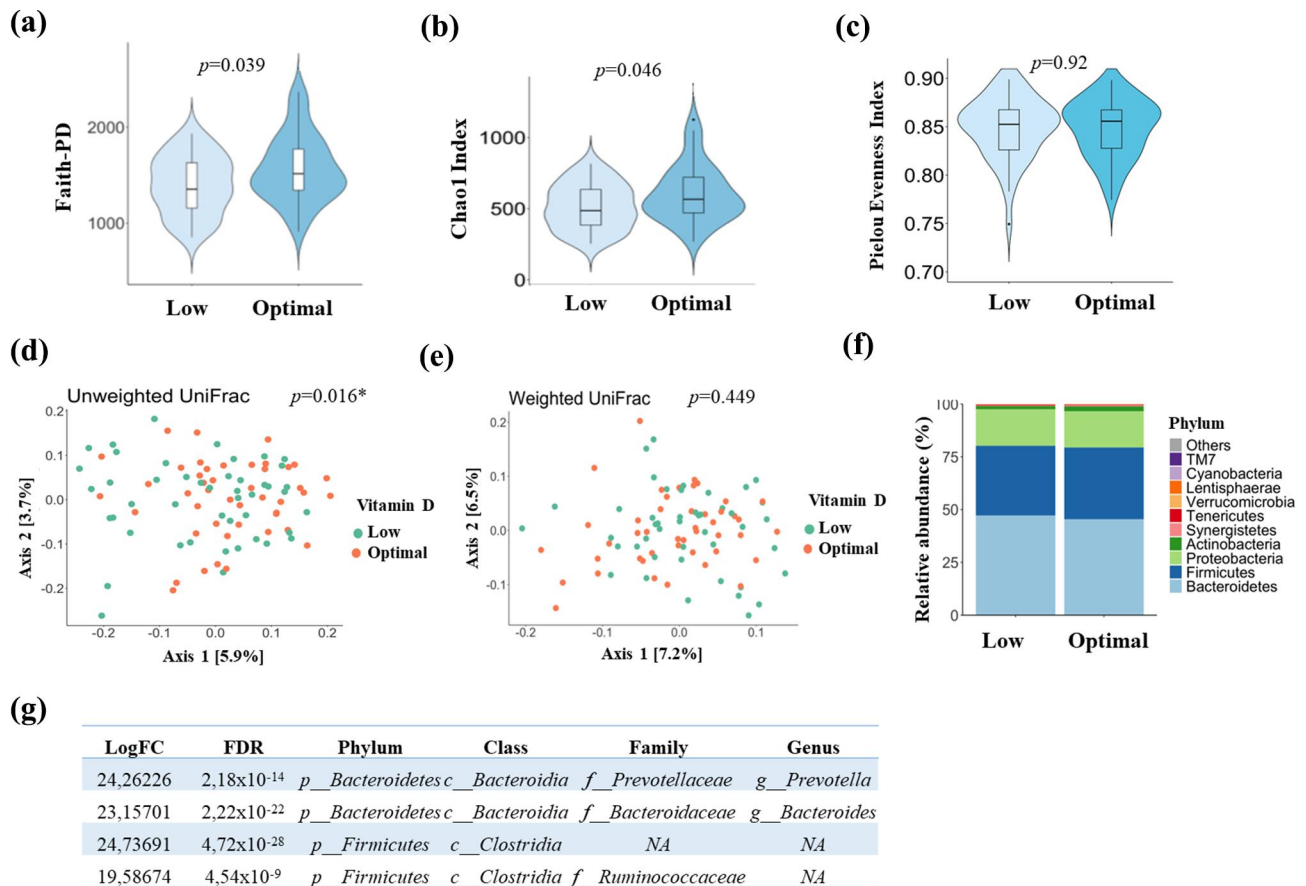 (a)
Faith-PD
p=0.039
2000
1000
Low Optimal
(b)
Chao1 Index
p=0.046
1000
500
0
Low Optimal
(c)
Pielou Evenness Index
p=0.92
0.90
0.85
0.80
0.75
0.70
Low Optimal
(d)
Unweighted UniFrac p=0.016*
Axis 2 [3.7%]
0.2
0.1
0.0
-0.1
-0.2
-0.2 -0.1 0.0 0.1 0.2
Axis 1 [5.9%]
Vitamin D
Low
Optimal
(e)
Weighted UniFrac p=0.449
Axis 2 [6.5%]
0.2
0.1
0.0
-0.1
-0.2 -0.1 0.0 0.1
Axis 1 [7.2%]
Vitamin D
Low
Optimal
(f)
Relative abundance (%)
100
75
50
25
0
Low Optimal
Phylum
Others
TM7
Cyanobacteria
Lentisphaerae
Verrucomicrobia
Tenericutes
Synergistetes
Actinobacteria
Proteobacteria
Firmicutes
Bacteroidetes
(g)
LogFC FDR Phylum Class Family Genus
24,26226 2,18x10-14 p__Bacteroidetes c__Bacteroidia f__Prevotellaceae g__Prevotella
23,15701 2,22x10-22 p__Bacteroidetes c__Bacteroidia f__Bacteroidaceae g__Bacteroides
24,73691 4,72x10-28 p__Firmicutes c__Clostridia NA NA
19,58674 4,54x10-9 p__Firmicutes c__Clostridia f__Ruminococcaceae NA